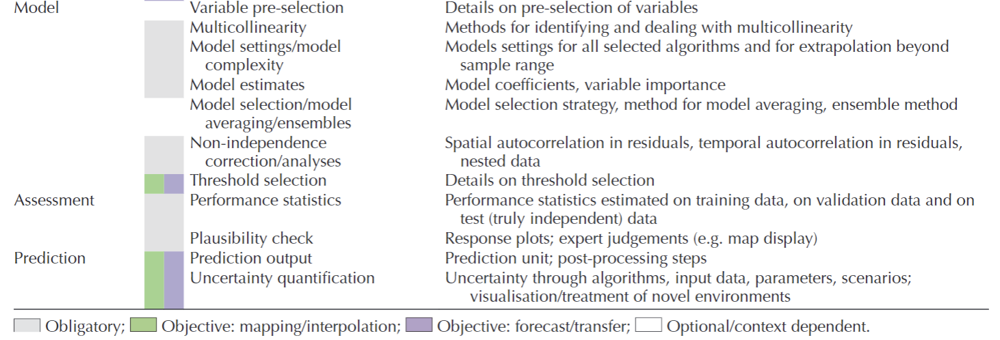 Model Variable pre-selection Details on pre-selection of variables
Multicollinearity Methods for identifying and dealing with multicollinearity
Model settings/model Models settings for all selected algorithms and for extrapolation beyond
complexity sample range
Model estimates Model coefficients, variable importance
Model selection/model Model selection strategy, method for model averaging, ensemble method
averaging/ensembles
Non-independence Spatial autocorrelation in residuals, temporal autocorrelation in residuals,
correction/analyses nested data
Threshold selection Details on threshold selection
Assessment Performance statistics Performance statistics estimated on training data, on validation data and on
test (truly independent) data
Plausibility check Response plots; expert judgements (e.g. map display)
Prediction Prediction output Prediction unit; post-processing steps
Uncertainty quantification Uncertainty through algorithms, input data, parameters, scenarios;
visualisation/treatment of novel environments
Obligatory; Objective: mapping/interpolation; Objective: forecast/transfer; Optional/context dependent.